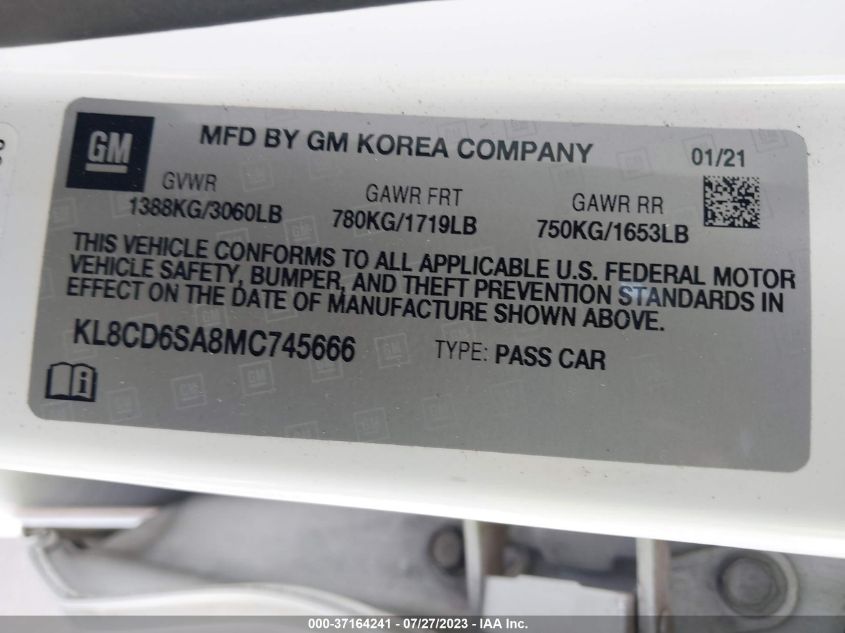 GM
MFD BY GM KOREA COMPANY
01/21
GVWR
1388KG/3060LB
GAWR FRT
780KG/1719LB
GAWR RR
750KG/1653LB
THIS VEHICLE CONFORMS TO ALL APPLICABLE U.S. FEDERAL MOTOR
VEHICLE SAFETY, BUMPER, AND THEFT PREVENTION STANDARDS IN
EFFECT ON THE DATE OF MANUFACTURE SHOWN ABOVE.
KL8CD6SA8MC745666
TYPE: PASS CAR
000-37164241 - 07/27/2023 - IAA Inc.